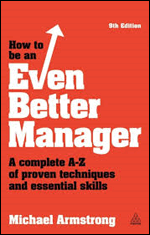 9th Edition
How to
be an
Even
Better
Manager
A complete A-Z
of proven techniques
and essential skills
Michael Armstrong